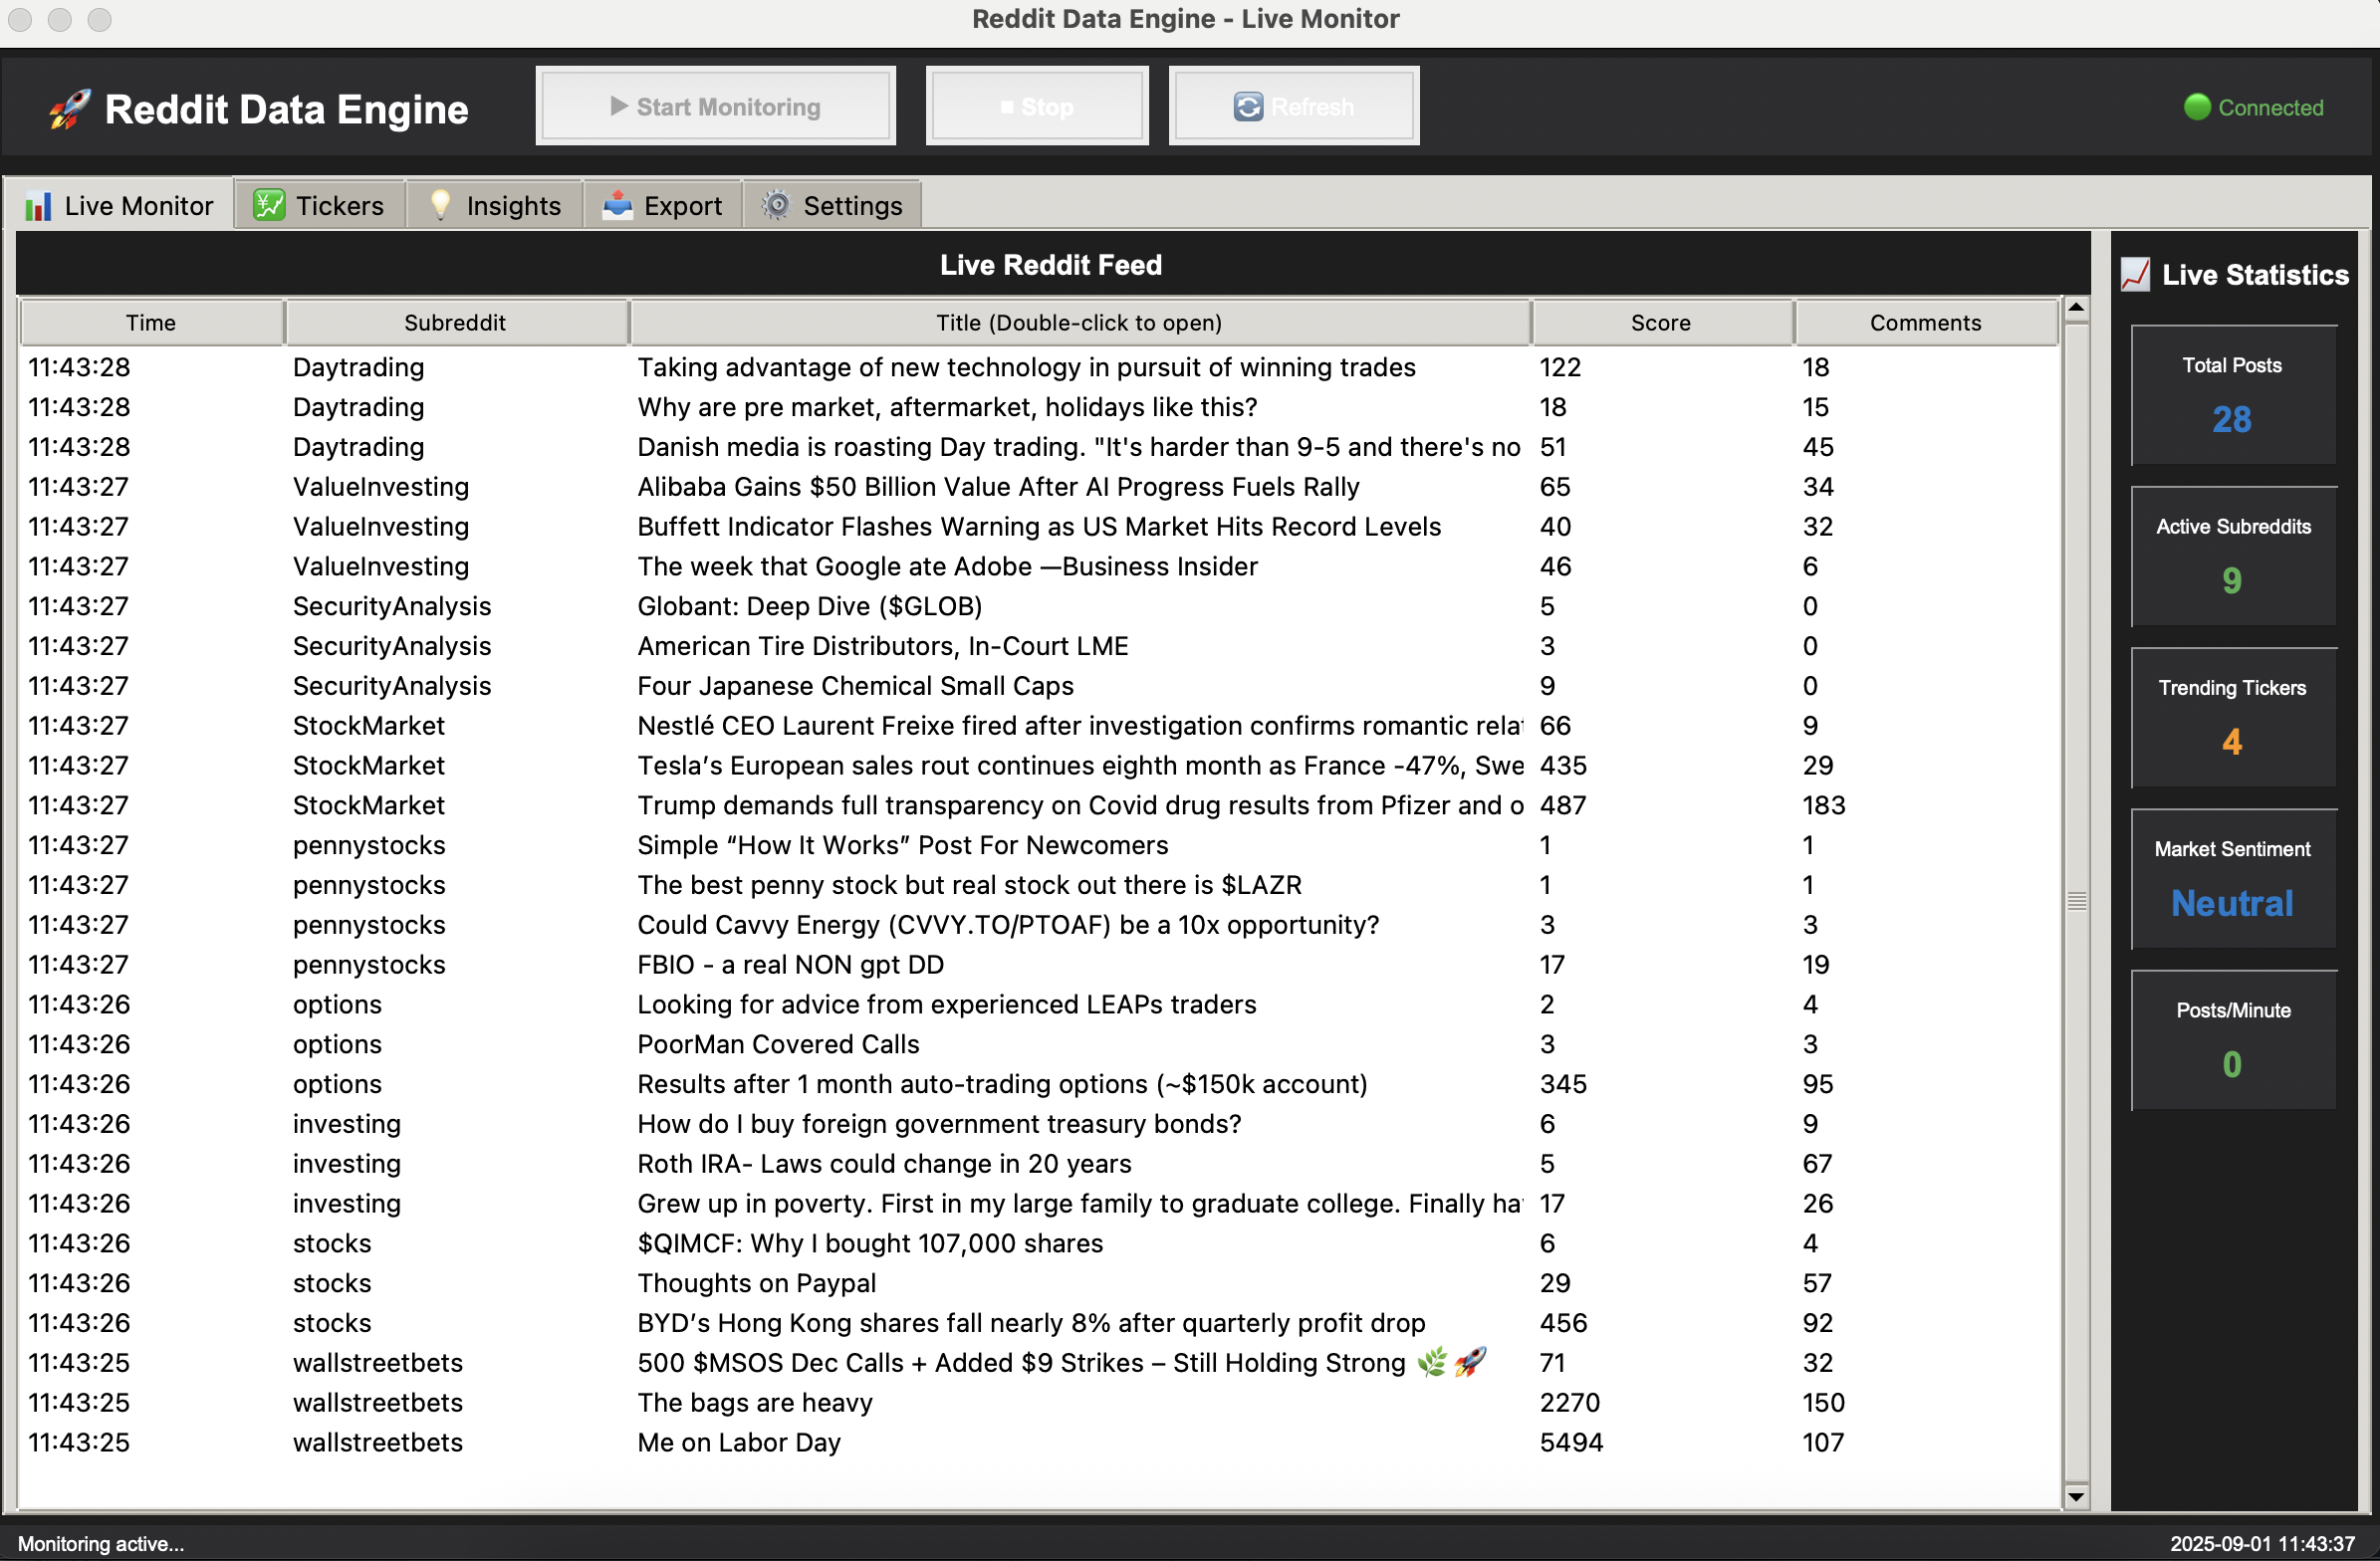 Reddit Data Engine - Live Monitor
🚀 Reddit Data Engine ▶ Start Monitoring ■ Stop 🔄 Refresh 🟢 Connected
📊 Live Monitor 💹 Tickers 💡 Insights 📤 Export ⚙️ Settings
Live Reddit Feed
Time Subreddit Title (Double-click to open) Score Comments
11:43:28 Daytrading Taking advantage of new technology in pursuit of winning trades 122 18
11:43:28 Daytrading Why are pre market, aftermarket, holidays like this? 18 15
11:43:28 Daytrading Danish media is roasting Day trading. "It's harder than 9-5 and there's no 51 45
11:43:27 ValueInvesting Alibaba Gains $50 Billion Value After AI Progress Fuels Rally 65 34
11:43:27 ValueInvesting Buffett Indicator Flashes Warning as US Market Hits Record Levels 40 32
11:43:27 ValueInvesting The week that Google ate Adobe —Business Insider 46 6
11:43:27 SecurityAnalysis Globant: Deep Dive ($GLOB) 5 0
11:43:27 SecurityAnalysis American Tire Distributors, In-Court LME 3 0
11:43:27 SecurityAnalysis Four Japanese Chemical Small Caps 9 0
11:43:27 StockMarket Nestlé CEO Laurent Freixe fired after investigation confirms romantic rela 66 9
11:43:27 StockMarket Tesla’s European sales rout continues eighth month as France -47%, Swe 435 29
11:43:27 StockMarket Trump demands full transparency on Covid drug results from Pfizer and o 487 183
11:43:27 pennystocks Simple “How It Works” Post For Newcomers 1 1
11:43:27 pennystocks The best penny stock but real stock out there is $LAZR 1 1
11:43:27 pennystocks Could Cavvy Energy (CVVY.TO/PTOAF) be a 10x opportunity? 3 3
11:43:27 pennystocks FBIO - a real NON gpt DD 17 19
11:43:26 options Looking for advice from experienced LEAPs traders 2 4
11:43:26 options PoorMan Covered Calls 3 3
11:43:26 options Results after 1 month auto-trading options (~$150k account) 345 95
11:43:26 investing How do I buy foreign government treasury bonds? 6 9
11:43:26 investing Roth IRA- Laws could change in 20 years 5 67
11:43:26 investing Grew up in poverty. First in my large family to graduate college. Finally ha 17 26
11:43:26 stocks $QIMCF: Why I bought 107,000 shares 6 4
11:43:26 stocks Thoughts on Paypal 29 57
11:43:26 stocks BYD’s Hong Kong shares fall nearly 8% after quarterly profit drop 456 92
11:43:25 wallstreetbets 500 $MSOS Dec Calls + Added $9 Strikes – Still Holding Strong 🌿🚀 71 32
11:43:25 wallstreetbets The bags are heavy 2270 150
11:43:25 wallstreetbets Me on Labor Day 5494 107
📈 Live Statistics
Total Posts
28
Active Subreddits
9
Trending Tickers
4
Market Sentiment
Neutral
Posts/Minute
0
Monitoring active... 2025-09-01 11:43:37